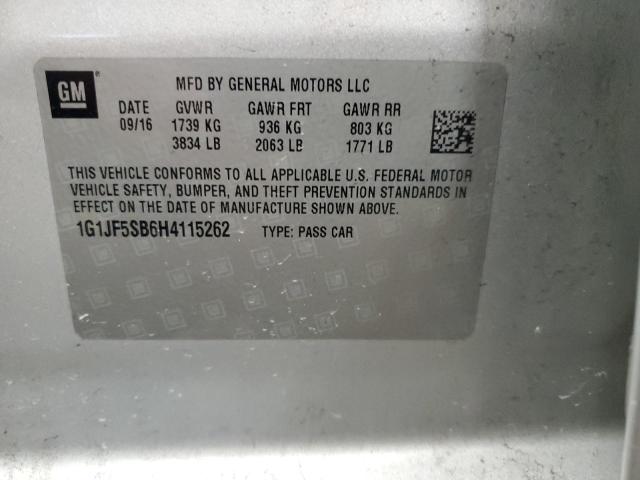 GM
MFD BY GENERAL MOTORS LLC
DATE GVWR GAWR FRT GAWR RR
09/16 1739 KG 936 KG 803 KG
3834 LB 2063 LB 1771 LB
THIS VEHICLE CONFORMS TO ALL APPLICABLE U.S. FEDERAL MOTOR
VEHICLE SAFETY, BUMPER, AND THEFT PREVENTION STANDARDS IN
EFFECT ON THE DATE OF MANUFACTURE SHOWN ABOVE.
1G1JF5SB6H4115262 TYPE: PASS CAR